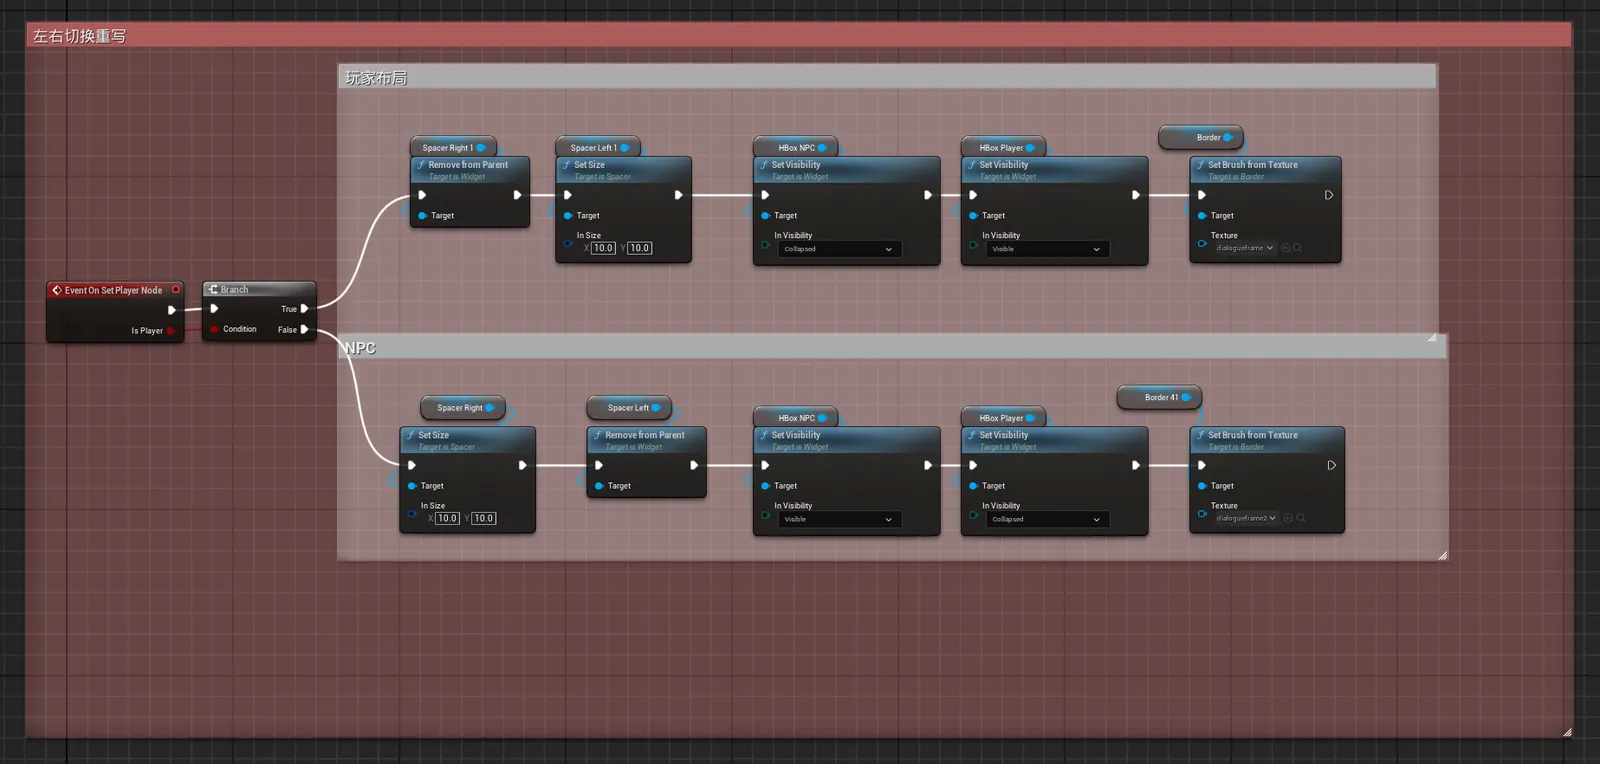 左右切换重写
玩家布局
Spacer Right 1
Remove from Parent
Target is Widget
Target
Spacer Left 1
Set Size
Target is Spacer
Target
In Size
X 10.0 Y 10.0
HBox NPC
Set Visibility
Target is Widget
Target
In Visibility
Collapsed
HBox Player
Set Visibility
Target is Widget
Target
In Visibility
Visible
Border
Set Brush from Texture
Target is Border
Target
Texture
dialogueframe
Event On Set Player Node
Is Player
Branch
True
Condition
False
NPC
Spacer Right
Set Size
Target is Spacer
Target
In Size
X 10.0 Y 10.0
Spacer Left
Remove from Parent
Target is Widget
Target
HBox NPC
Set Visibility
Target is Widget
Target
In Visibility
Visible
HBox Player
Set Visibility
Target is Widget
Target
In Visibility
Collapsed
Border 41
Set Brush from Texture
Target is Border
Target
Texture
dialogueframe2